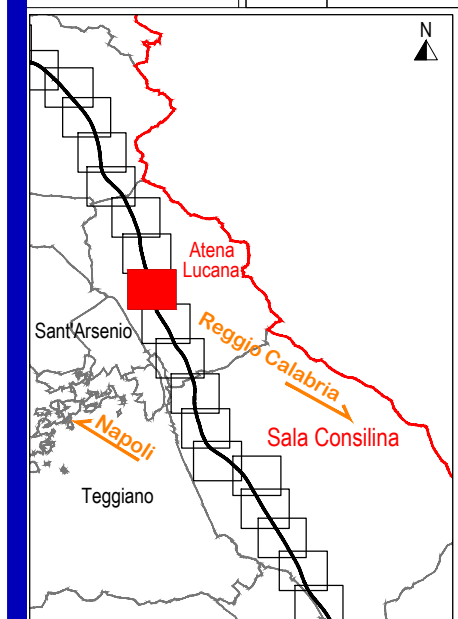 N
Atena
Lucana
Sant'Arsenio
Reggio Calabria
Napoli
Sala Consilina
Teggiano